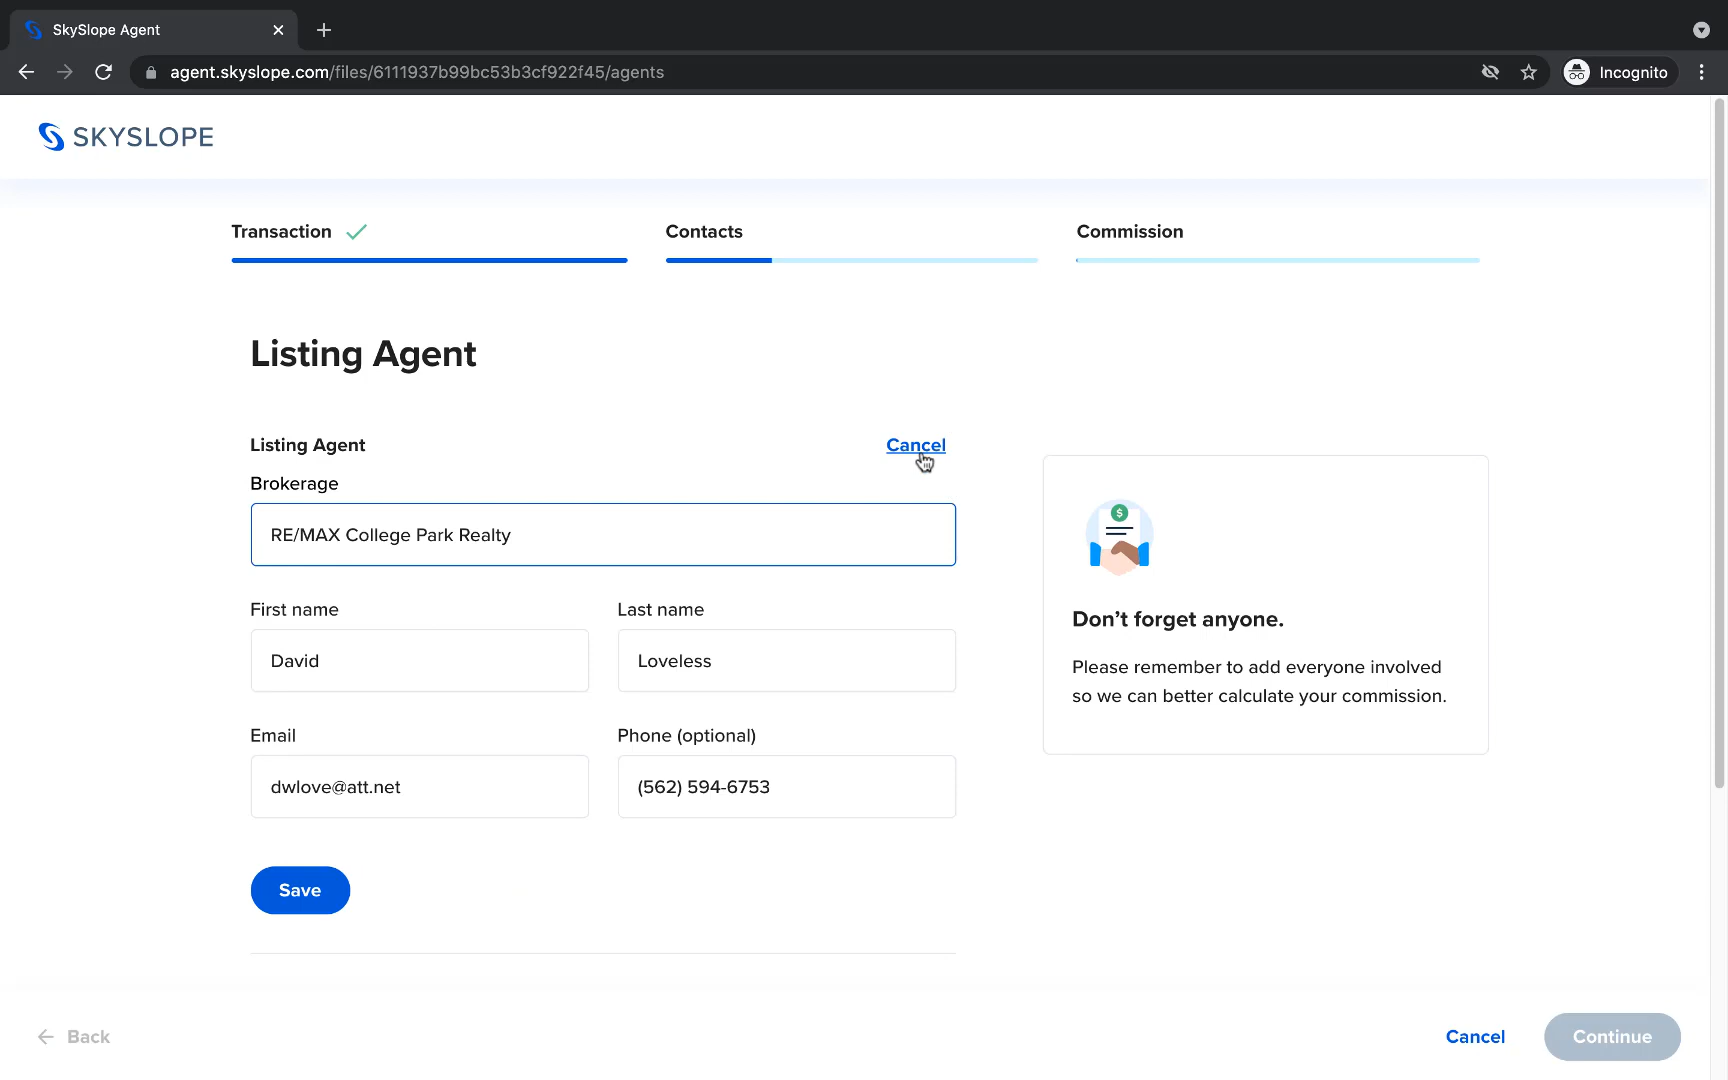 SkySlope Agent
agent.skyslope.com/files/6111937b99bc53b3cf922f45/agents
Incognito
SKYSLOPE
Transaction
Contacts
Commission
Listing Agent
Listing Agent
Cancel
Brokerage
RE/MAX College Park Realty
First name
Last name
David
Loveless
Email
Phone (optional)
dwlove@att.net
(562) 594-6753
Save
$
Don’t forget anyone.
Please remember to add everyone involved
so we can better calculate your commission.
Back
Cancel
Continue